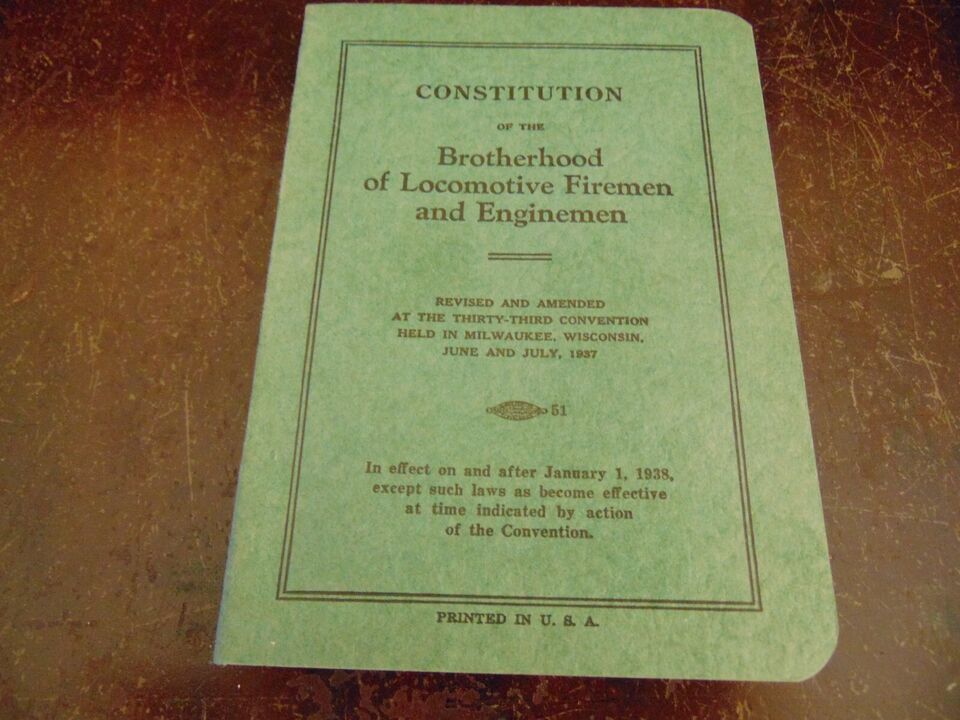 CONSTITUTION
OF THE
Brotherhood
of Locomotive Firemen
and Enginemen
REVISED AND AMENDED
AT THE THIRTY-THIRD CONVENTION
HELD IN MILWAUKEE, WISCONSIN,
JUNE AND JULY, 1937
51
In effect on and after January 1, 1938,
except such laws as become effective
at time indicated by action
of the Convention.
PRINTED IN U. S. A.